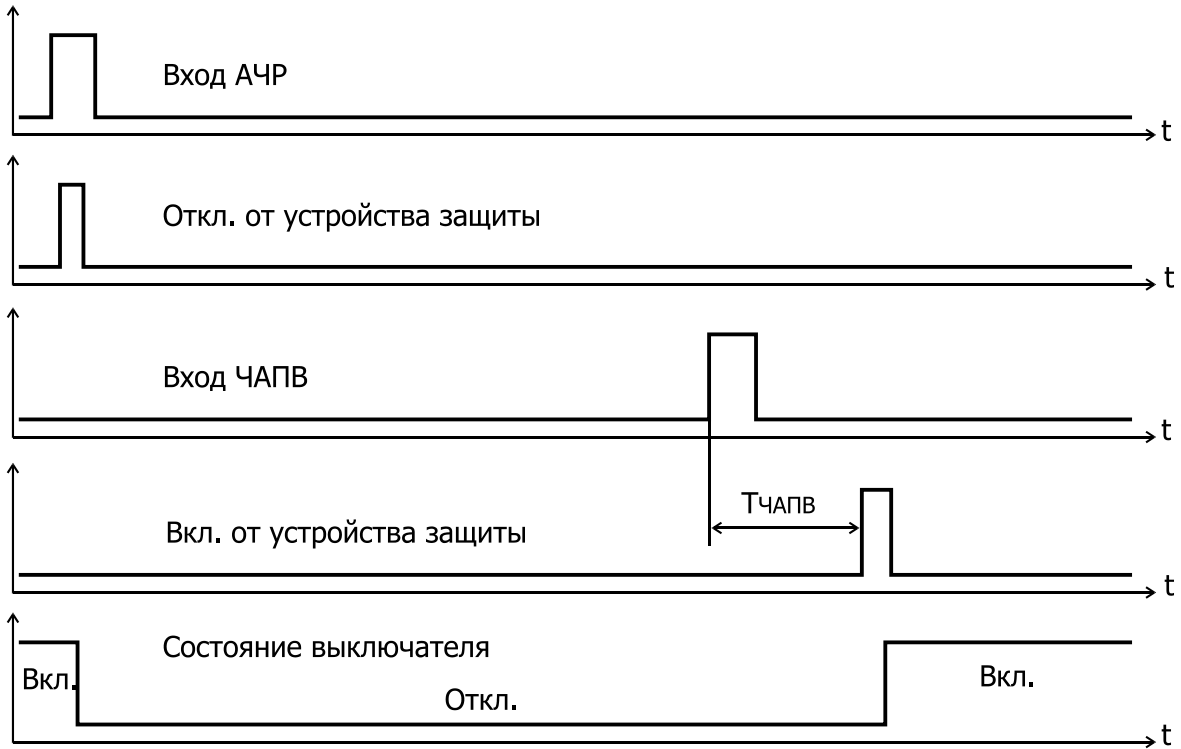 Вход АЧР
t
Откл. от устройства защиты
t
Вход ЧАПВ
t
ТЧАПВ
Вкл. от устройства защиты
t
Состояние выключателя
Вкл.
Откл.
Вкл.
t